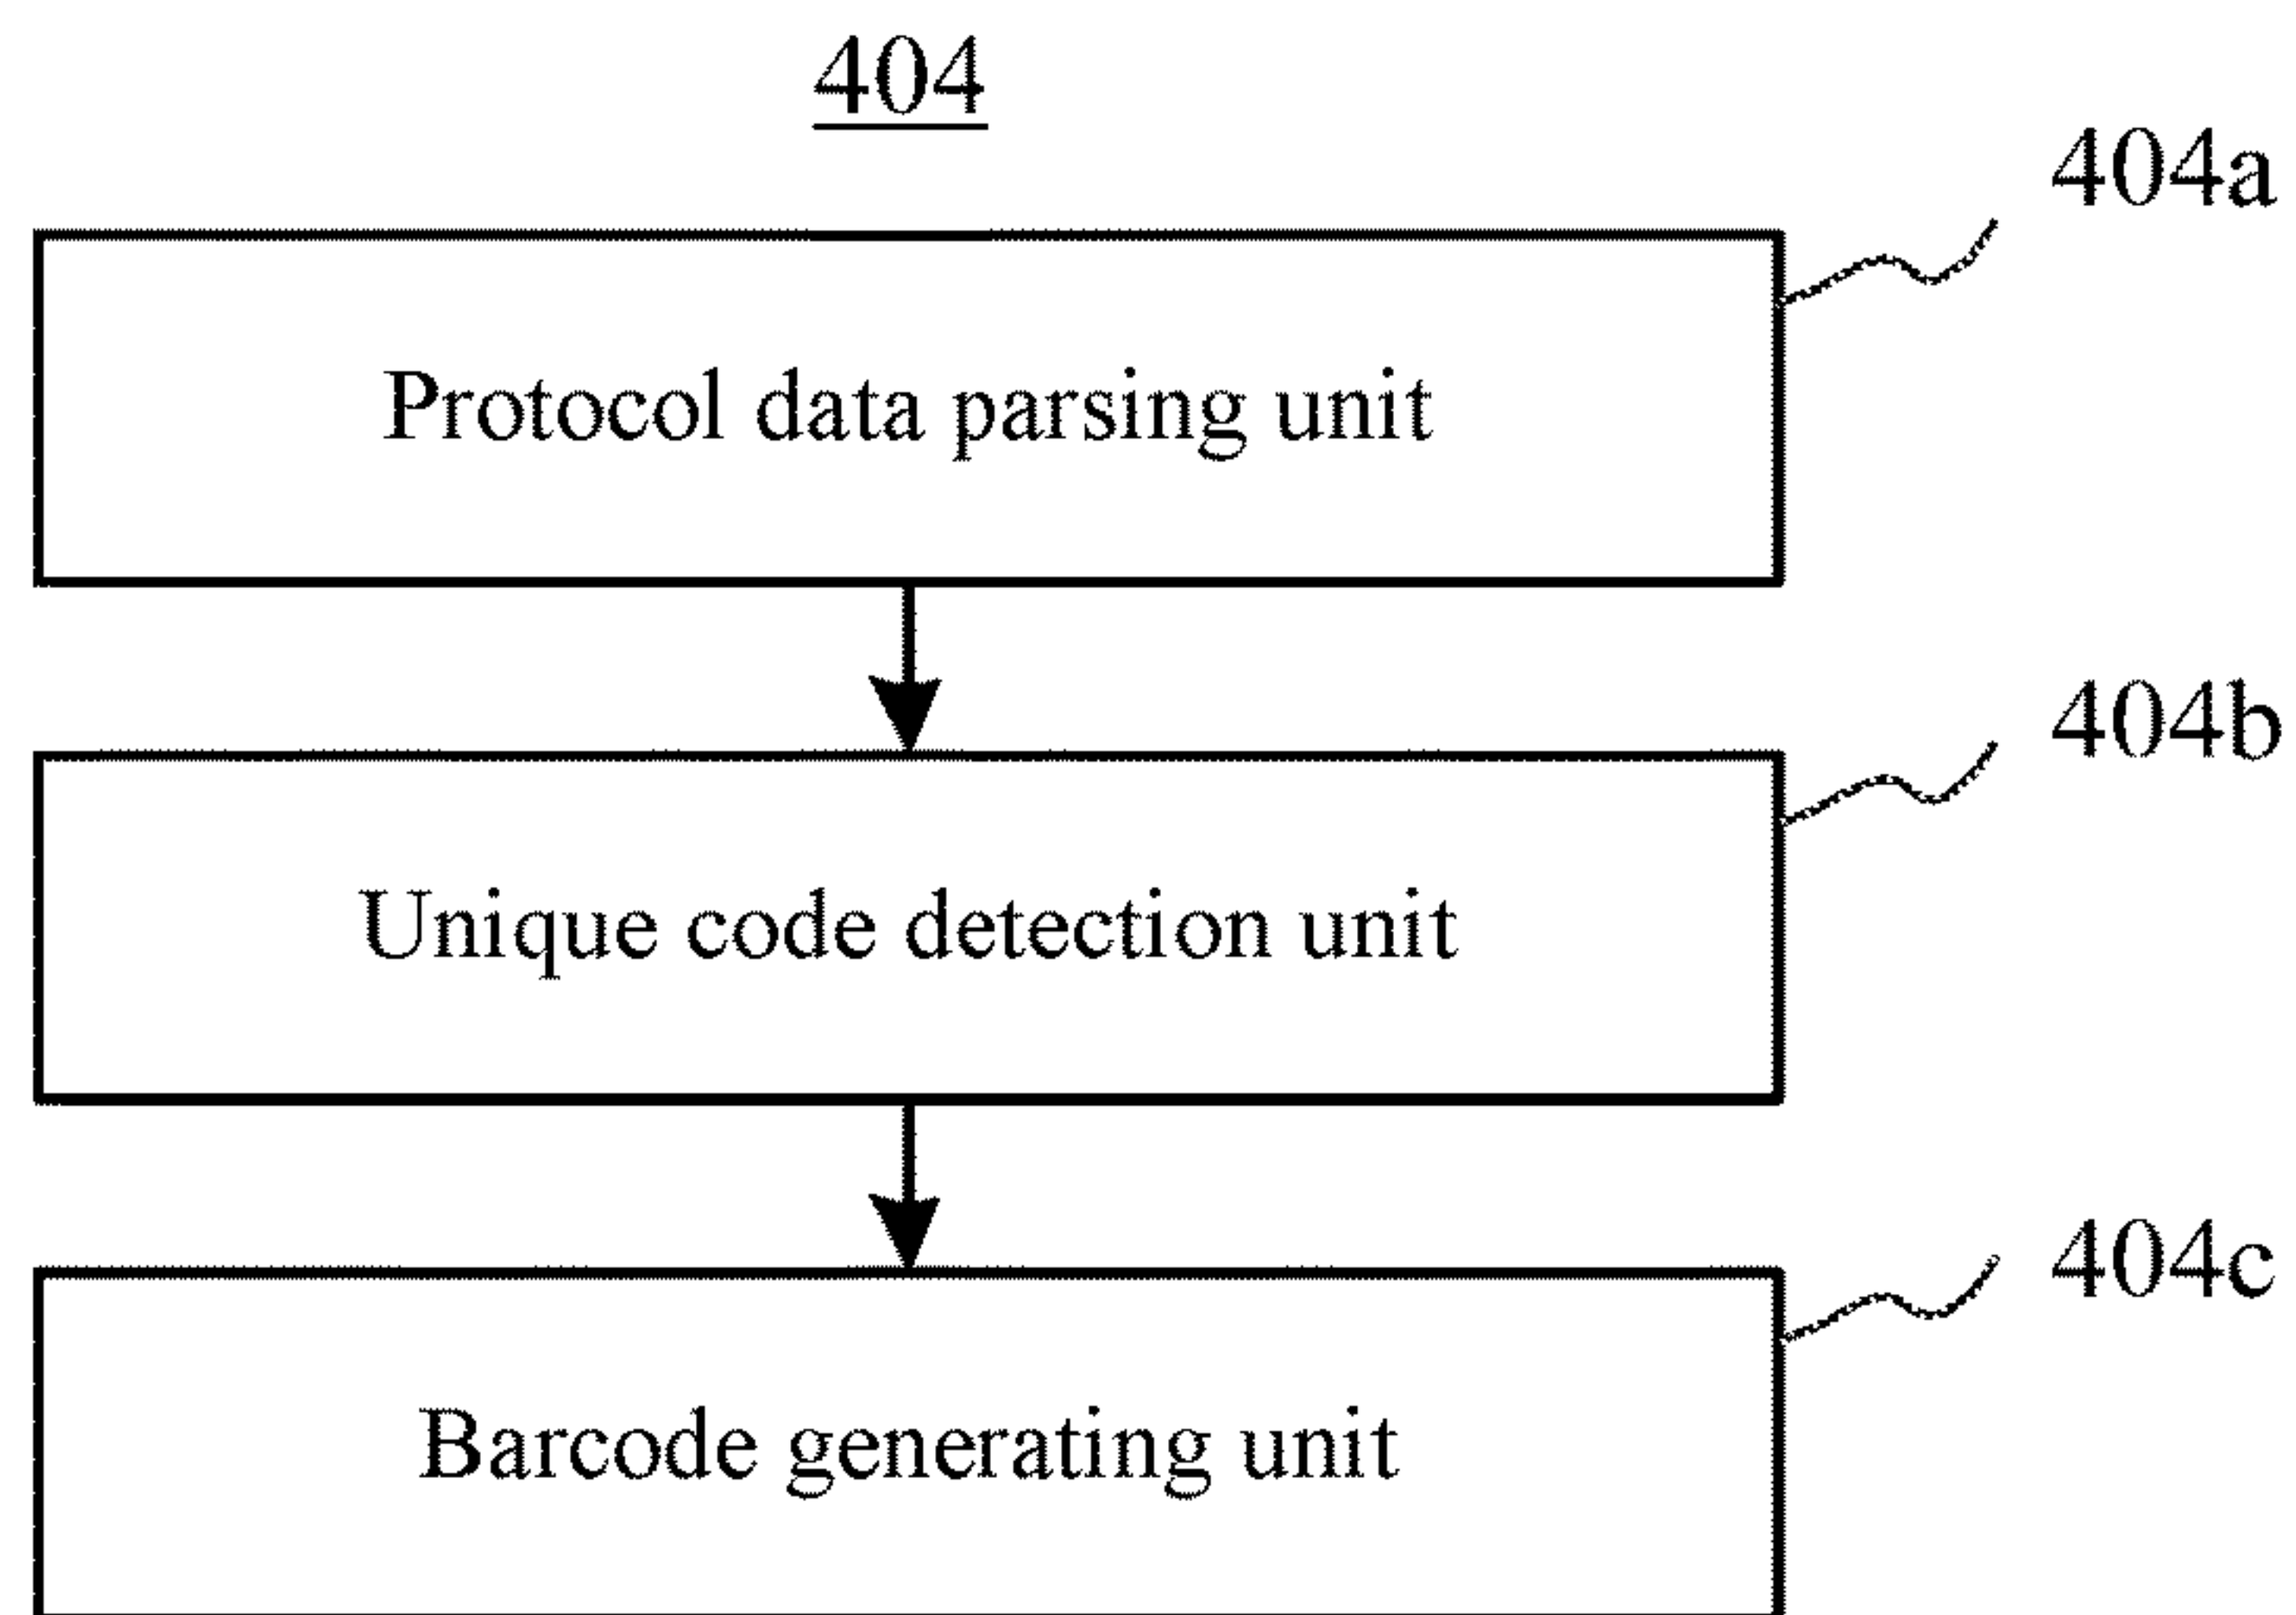 404
404a
Protocol data parsing unit
404b
Unique code detection unit
404c
Barcode generating unit